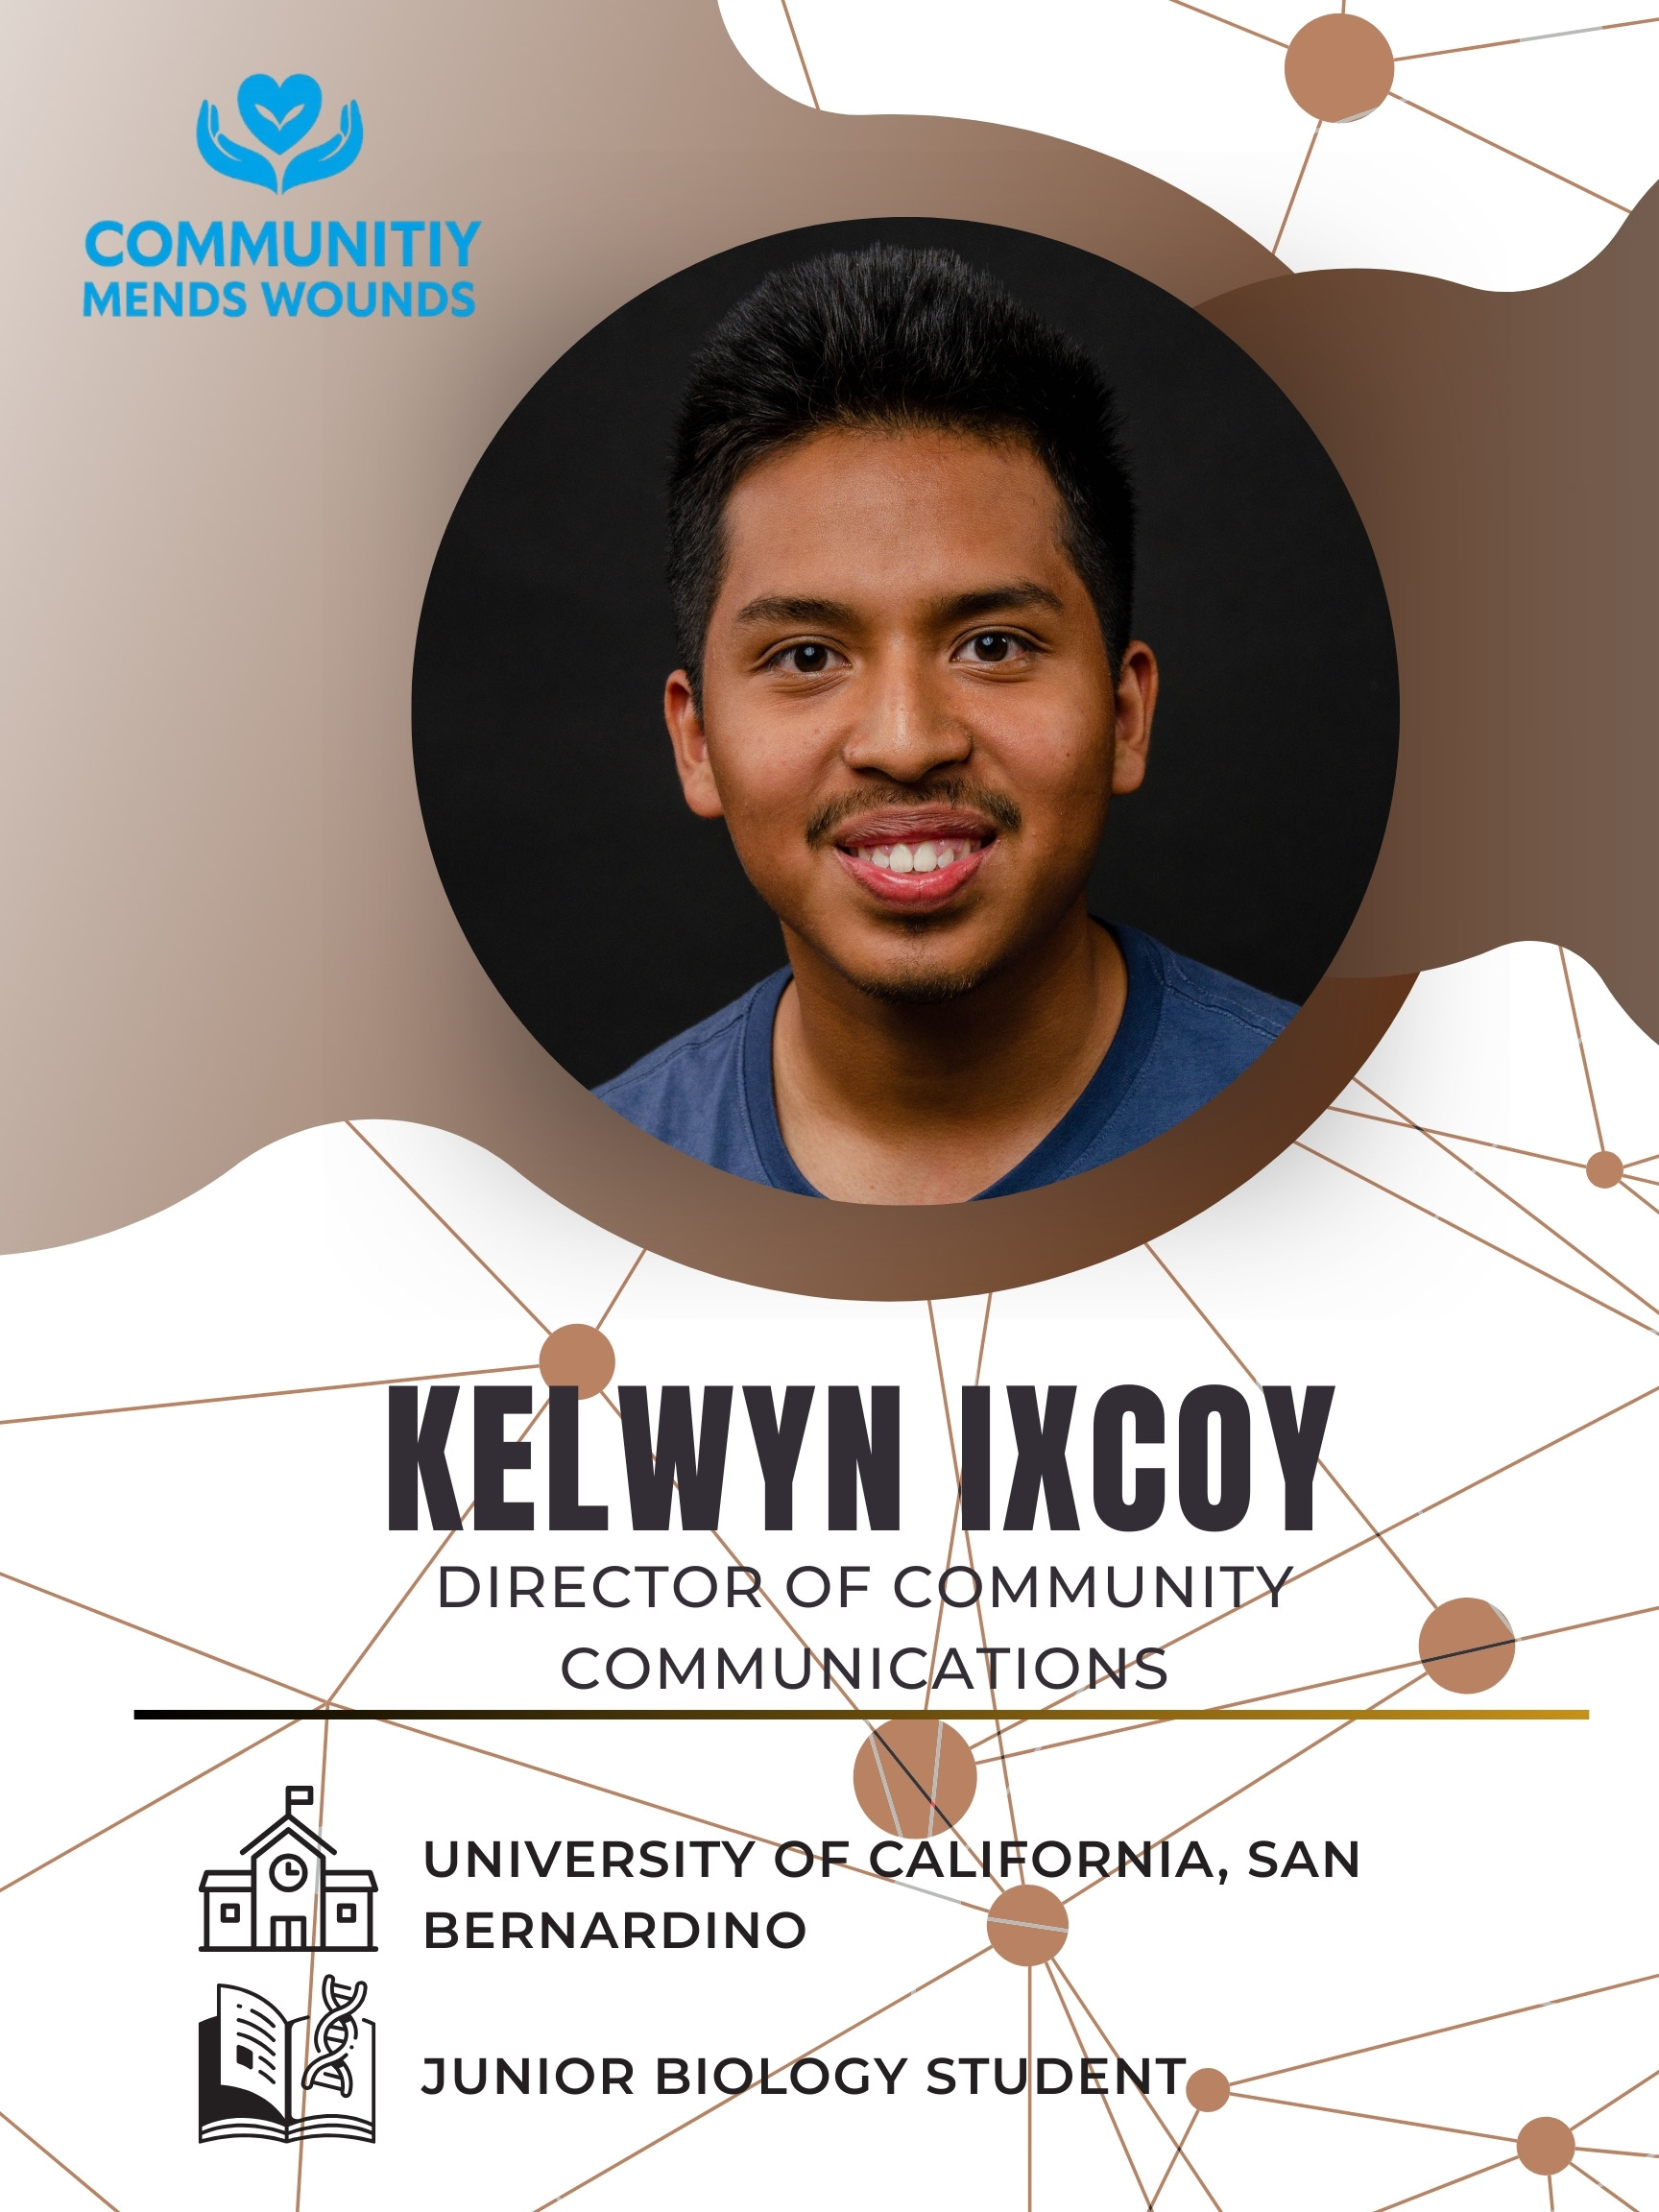 COMMUNITIY
MENDS WOUNDS
KELWYN IXCOY
DIRECTOR OF COMMUNITY
COMMUNICATIONS
UNIVERSITY OF CALIFORNIA, SAN
BERNARDINO
JUNIOR BIOLOGY STUDENT